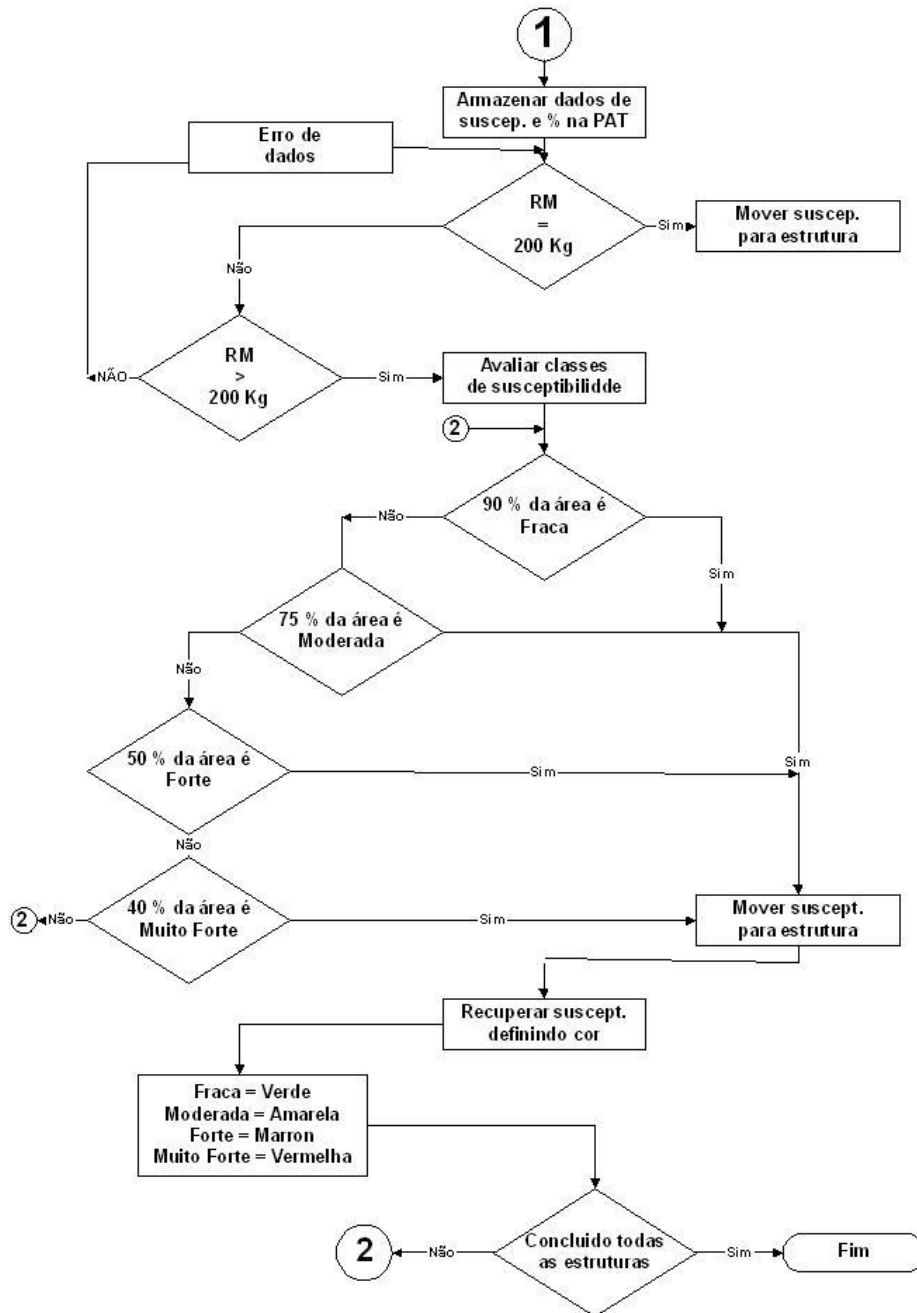 1
Armazenar dados de
suscep. e % na PAT
Erro de
dados
RM
=
200 Kg
Sim
Mover suscep.
para estrutura
Não
RM
>
200 Kg
NÃO
Sim
Avaliar classes
de susceptibilidde
2
90 % da área é
Fraca
Não
Sim
75 % da área é
Moderada
Não
Sim
50 % da área é
Forte
Sim
Não
2
Não
40 % da área é
Muito Forte
Sim
Mover suscept.
para estrutura
Recuperar suscept.
definindo cor
Fraca = Verde
Moderada = Amarela
Forte = Marron
Muito Forte = Vermelha
2
Não
Concluido todas
as estruturas
Sim
Fim